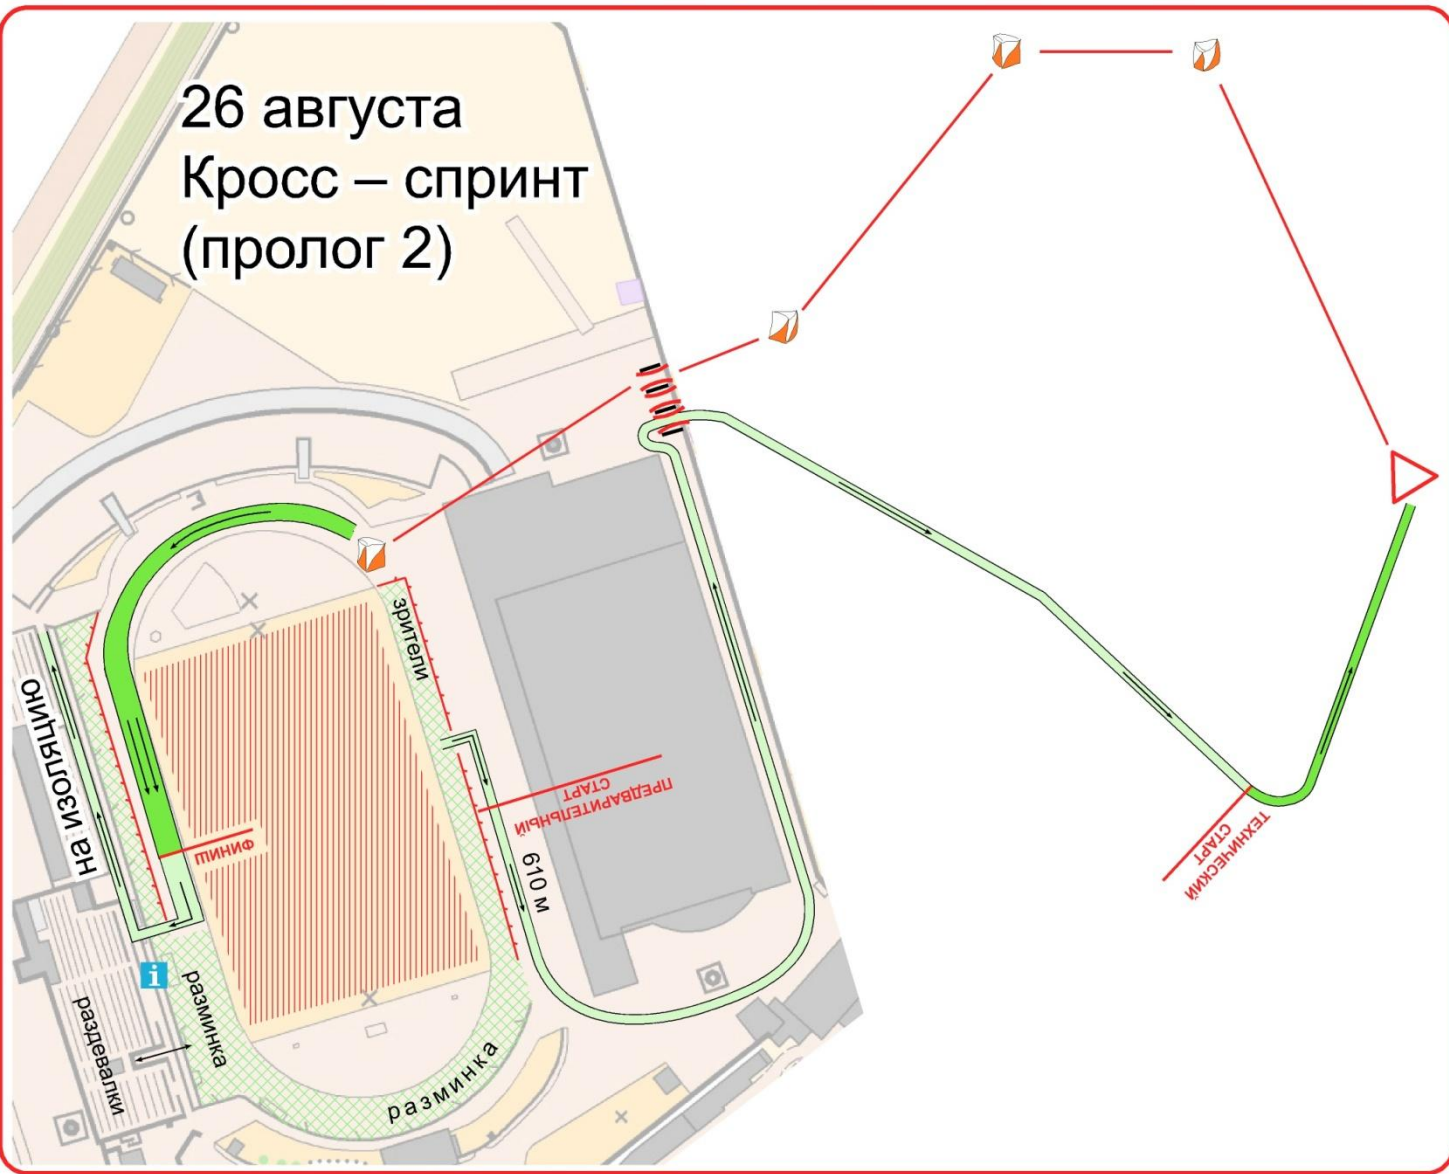 26 августа
Кросс – спринт
(пролог 2)
зрители
на изоляцию
ПРЕДВАРИТЕЛЬНЫЙ
СТАРТ
ФИНИШ
610 м
ТЕХНИЧЕСКИЙ
СТАРТ
i
разминка
раздевалки
разминка